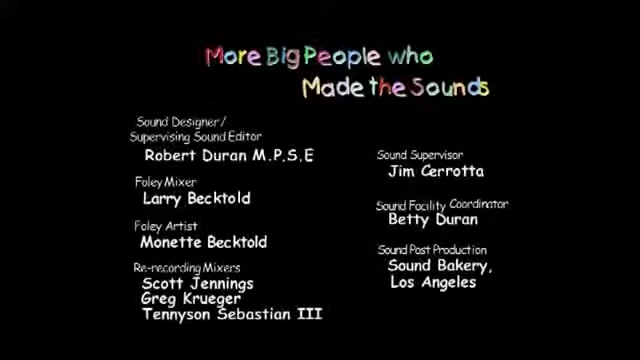 More Big People who
Made the Sounds
Sound Designer/
Supervising Sound Editor
Robert Duran M.P.S.E
Foley Mixer
Larry Becktold
Foley Artist
Monette Becktold
Re-recording Mixers
Scott Jennings
Greg Krueger
Tennyson Sebastian III
Sound Supervisor
Jim Cerrotta
Sound Facility Coordinator
Betty Duran
Sound Post Production
Sound Bakery,
Los Angeles